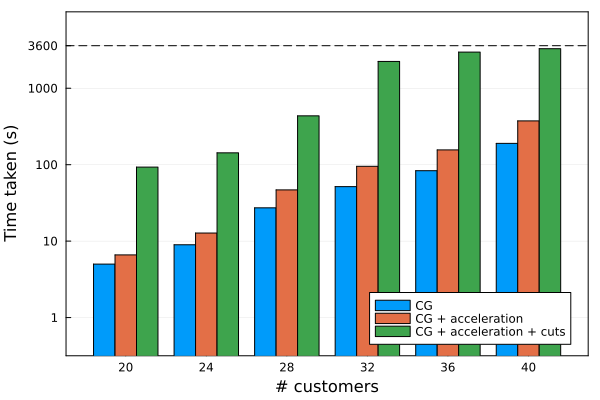 Time taken (s)
3600
1000
100
10
1
CG
CG + acceleration
CG + acceleration + cuts
20 24 28 32 36 40
# customers